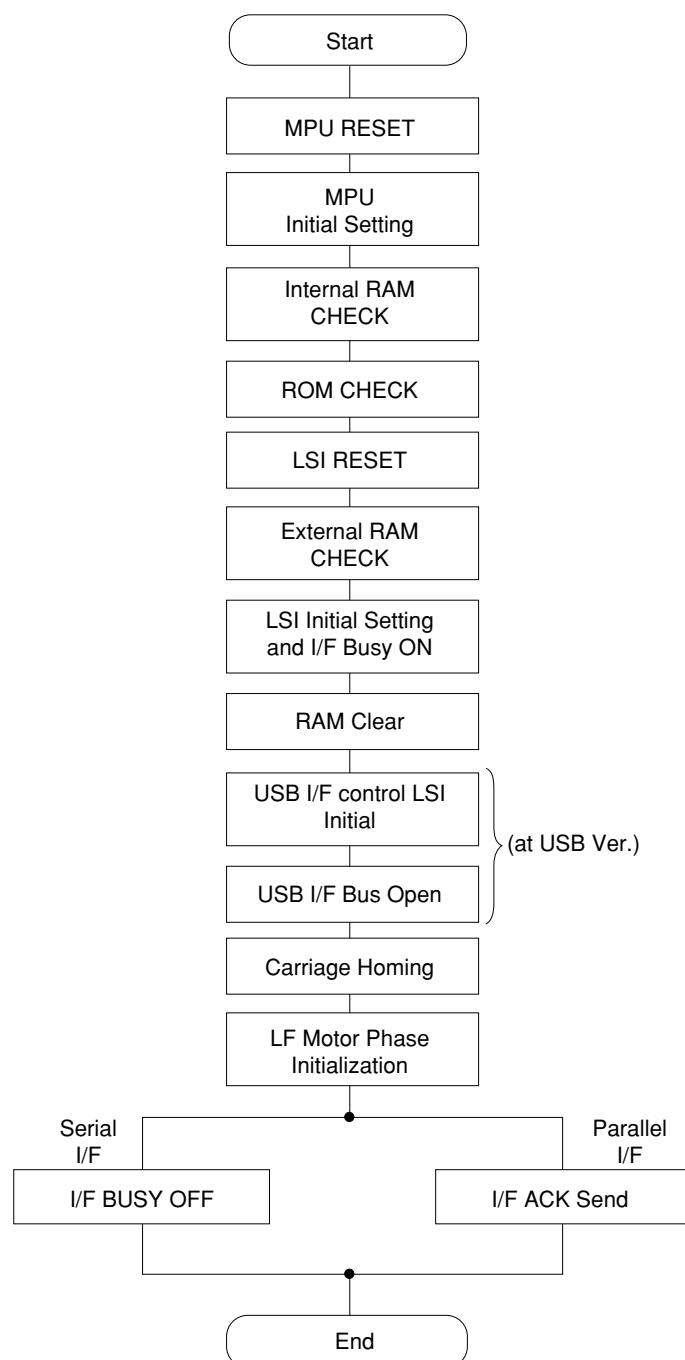 Start
MPU RESET
MPU
Initial Setting
Internal RAM
CHECK
ROM CHECK
LSI RESET
External RAM
CHECK
LSI Initial Setting
and I/F Busy ON
RAM Clear
USB I/F control LSI
Initial
(at USB Ver.)
USB I/F Bus Open
Carriage Homing
LF Motor Phase
Initialization
Serial
I/F
I/F BUSY OFF
Parallel
I/F
I/F ACK Send
End